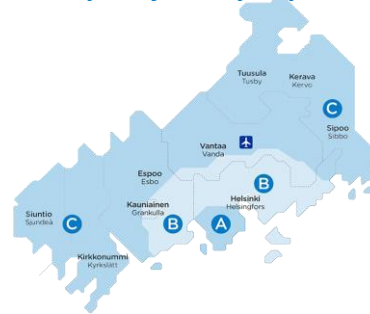 Tuusula
Tusby
Kerava
Kervo
C
Sipoo
Sibbo
Vantaa
Vanda
Espoo
Esbo
B
Helsinki
Helsingfors
Kauniainen
Grankulla
B
A
Siuntio
Sjundeå
C
Kirkkonummi
Kyrkslätt